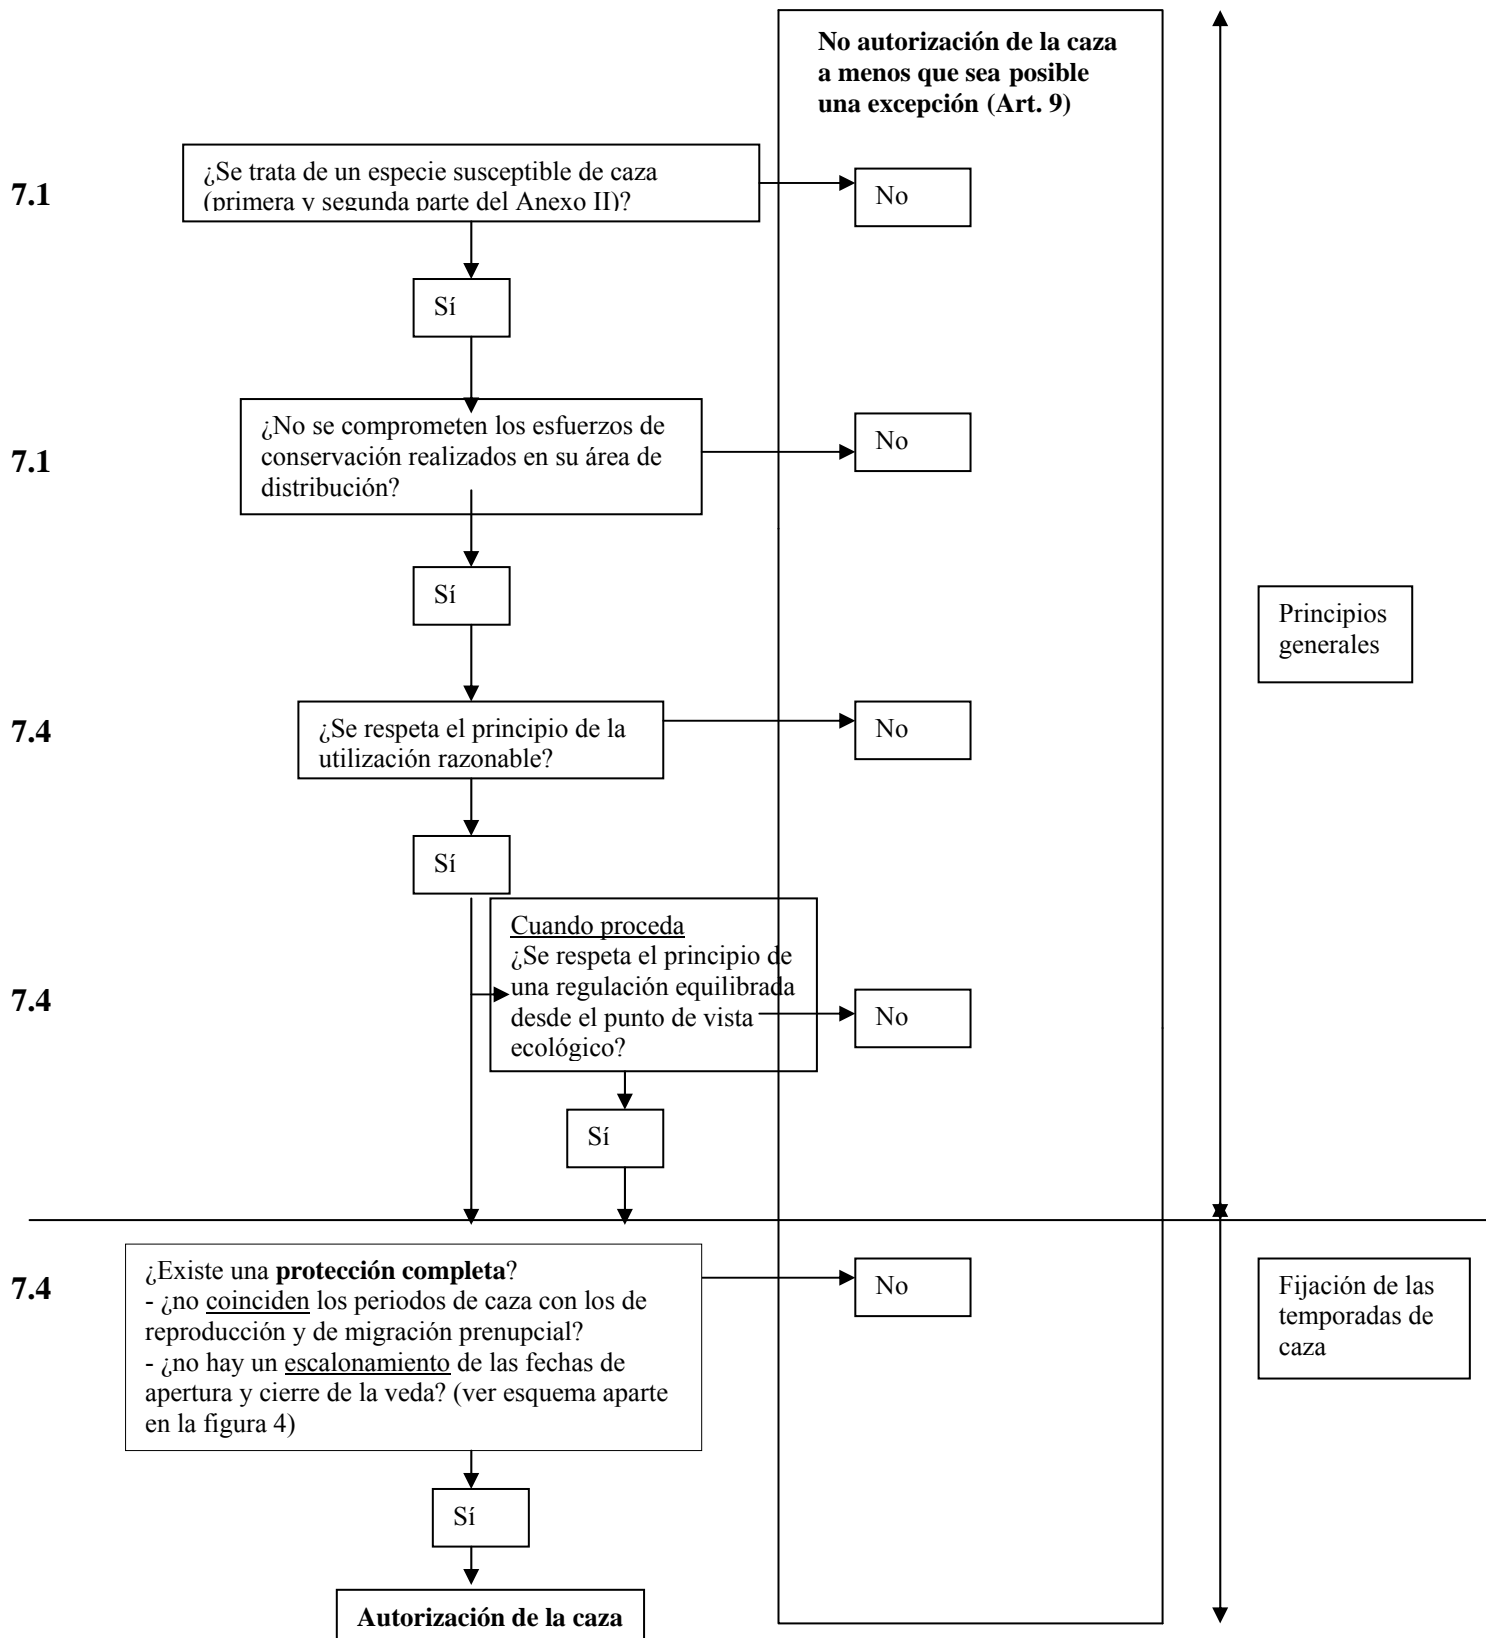 No autorización de la caza
a menos que sea posible
una excepción (Art. 9)
7.1
¿Se trata de un especie susceptible de caza
(primera y segunda parte del Anexo II)?
No
Sí
7.1
¿No se comprometen los esfuerzos de
conservación realizados en su área de
distribución?
No
Sí
Principios
generales
7.4
¿Se respeta el principio de la
utilización razonable?
No
Sí
7.4
Cuando proceda
¿Se respeta el principio de
una regulación equilibrada
desde el punto de vista
ecológico?
No
Sí
7.4
¿Existe una protección completa?
- ¿no coinciden los periodos de caza con los de
reproducción y de migración prenupcial?
- ¿no hay un escalonamiento de las fechas de
apertura y cierre de la veda? (ver esquema aparte
en la figura 4)
No
Fijación de las
temporadas de
caza
Sí
Autorización de la caza